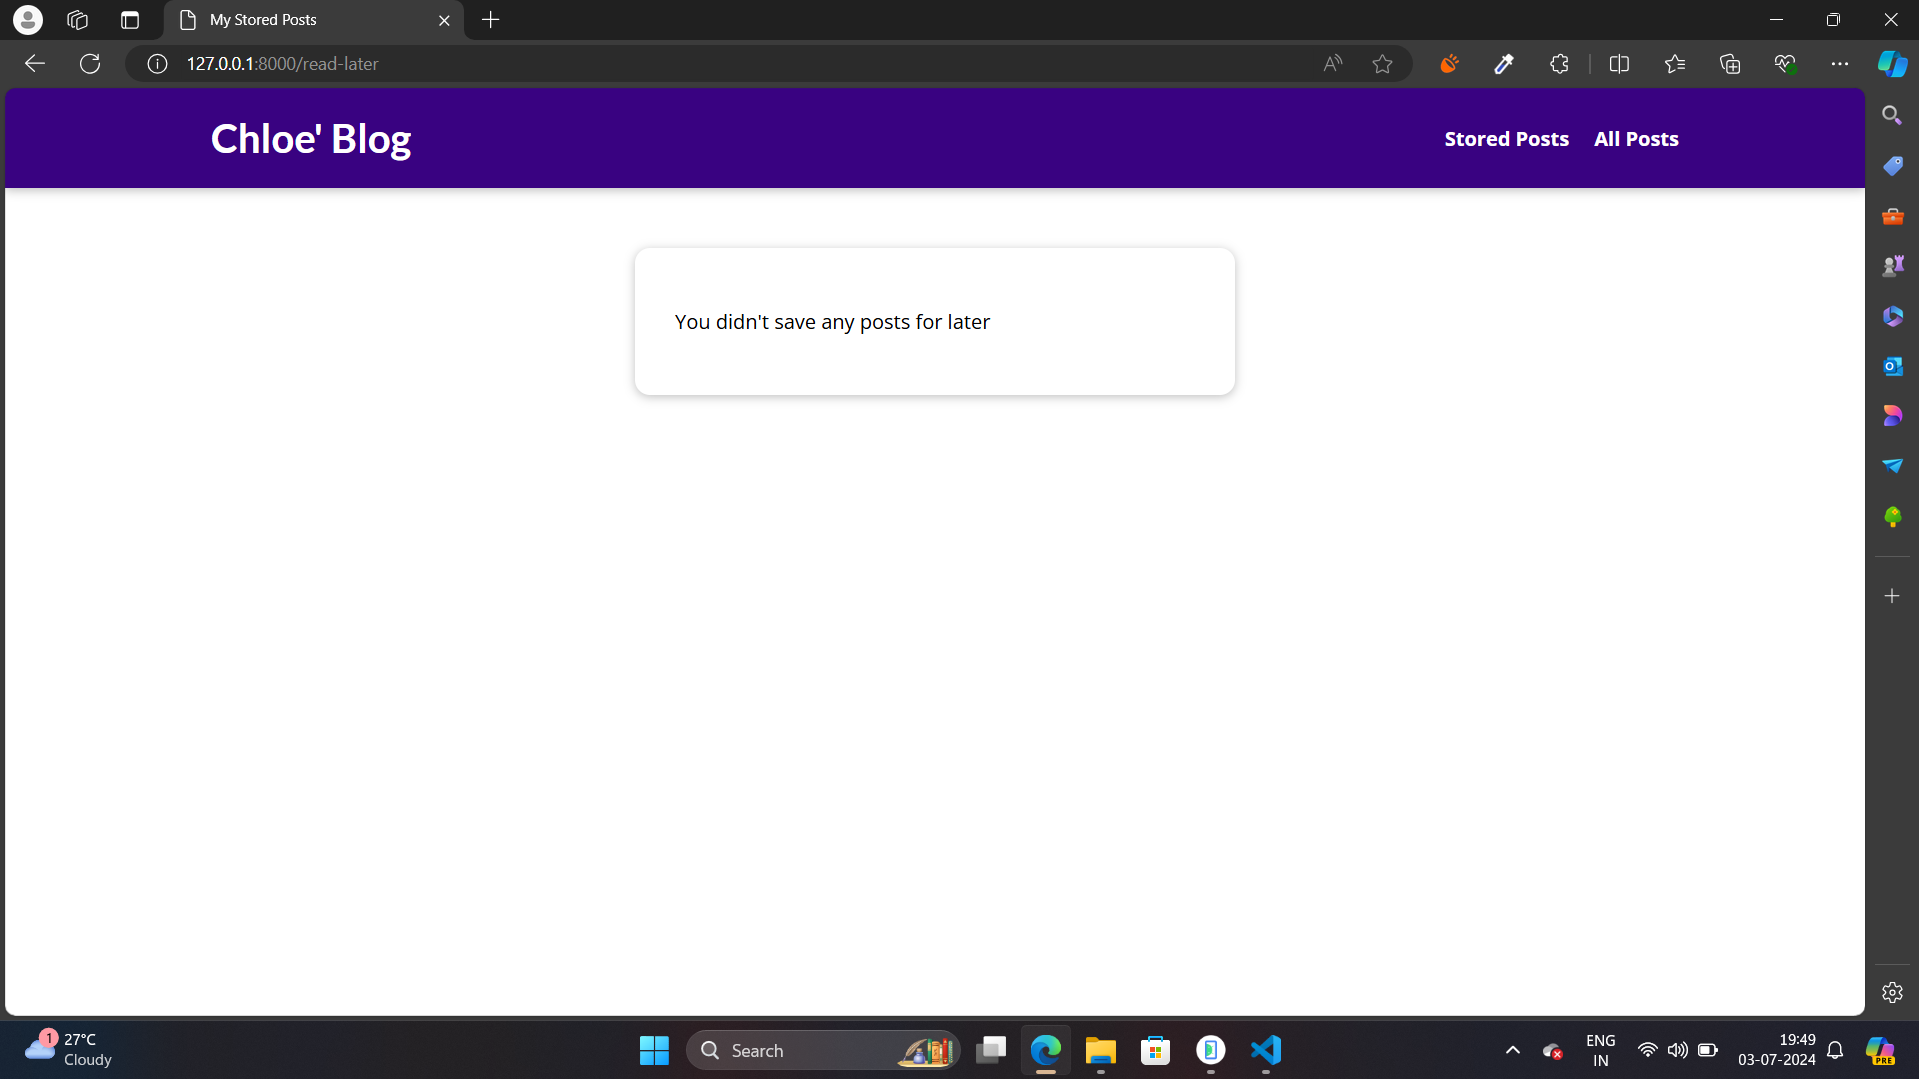 My Stored Posts
127.0.0.1:8000/read-later
Chloe' Blog
Stored Posts
All Posts
You didn't save any posts for later
1
27°C
Cloudy
Search
ENG
IN
19:49
03-07-2024
PRE